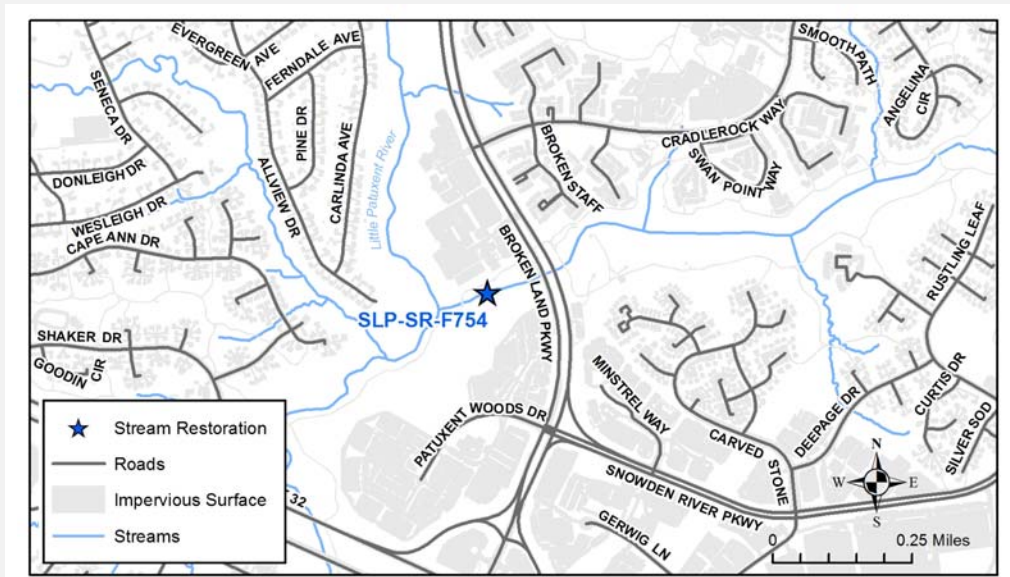 EVERGREEN AVE
FERNDALE AVE
SMOOTH PATH
ANGELINA
CIR
SENECA DR
PINE DR
CARLINDA AVE
Little Patuxent River
BROKEN STAFF
CRADLEROCK WAY
SWAN POINT
WAY
DONLEIGH DR
ALLVIEW DR
WESLEIGH DR
CAPE ANN DR
BROKEN LAND PKWY
RUSTLING LEAF
SLP-SR-F754
SHAKER DR
GOODIN
CIR
MINSTREL WAY
CURTIS DR
DEEPAGE DR
SILVER SOD
PATUXENT WOODS DR
CARVED STONE
SNOWDEN RIVER PKWY
GERWIG LN
32
Stream Restoration
Roads
Impervious Surface
Streams
N
W E
S
0 0.25 Miles